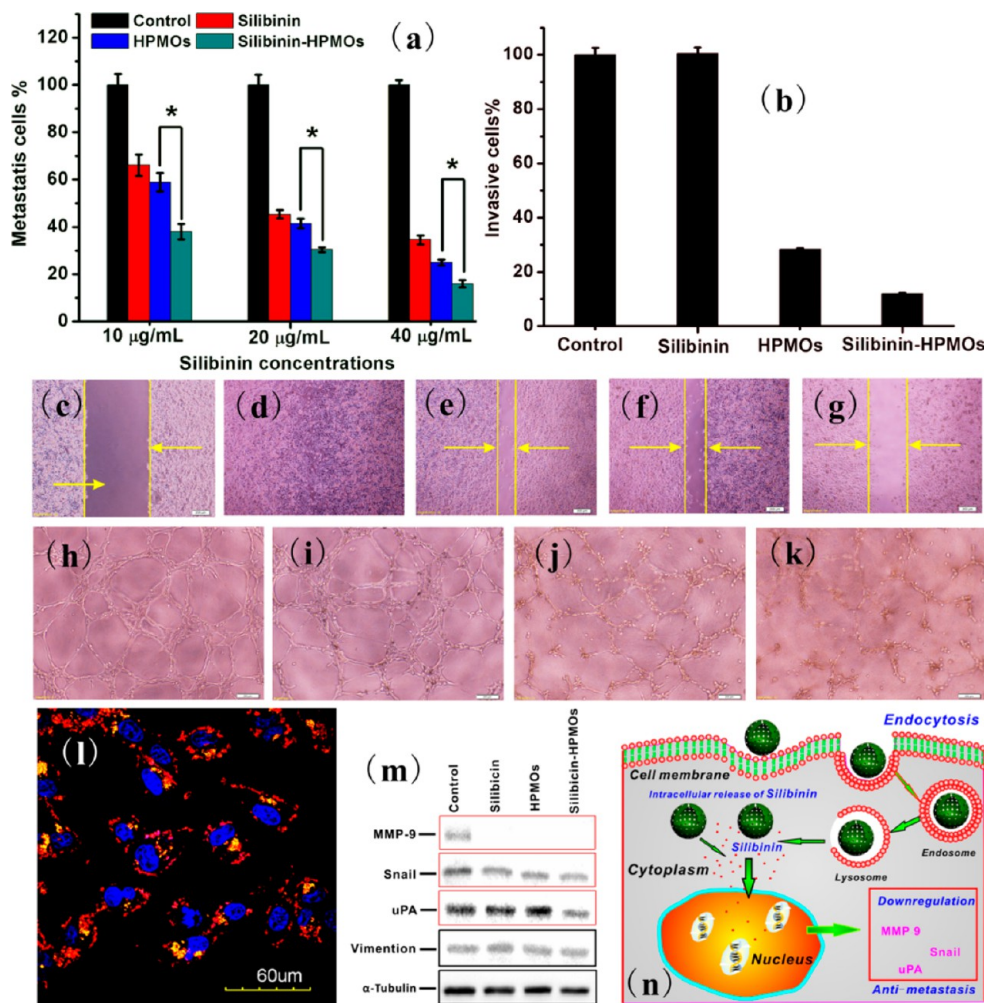 Control Silibinin
HPMOs Silibinin-HPMOs
(a)
Metastatis cells %
120
100
80
60
40
20
0
*
*
*
10 μg/mL 20 μg/mL 40 μg/mL
Silibinin concentrations
(b)
Invasive cells%
100
80
60
40
20
0
Control Silibinin HPMOs Silibinin-HPMOs
(c) (d) (e) (f) (g)
(h) (i) (j) (k)
(l)
60um
(m)
Control Silibicin HPMOs Silibicin-HPMOs
MMP-9
Snail
uPA
Vimention
α-Tubulin
Endocytosis
Cell membrane
Intracellular release of Silibinin
Endosome
Silibinin
Lysosome
Cytoplasm
Downregulation
MMP 9
Snail
Nucleus
uPA
(n)
Anti-metastasis